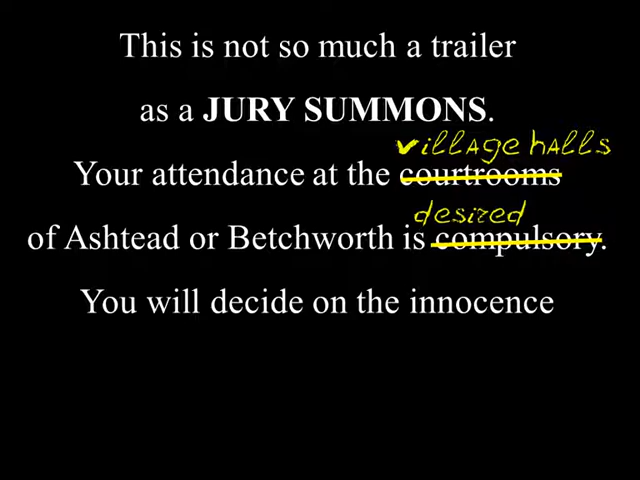 This is not so much a trailer
as a JURY SUMMONS.
village halls
Your attendance at the courtrooms
desired
of Ashtead or Betchworth is compulsory.
You will decide on the innocence